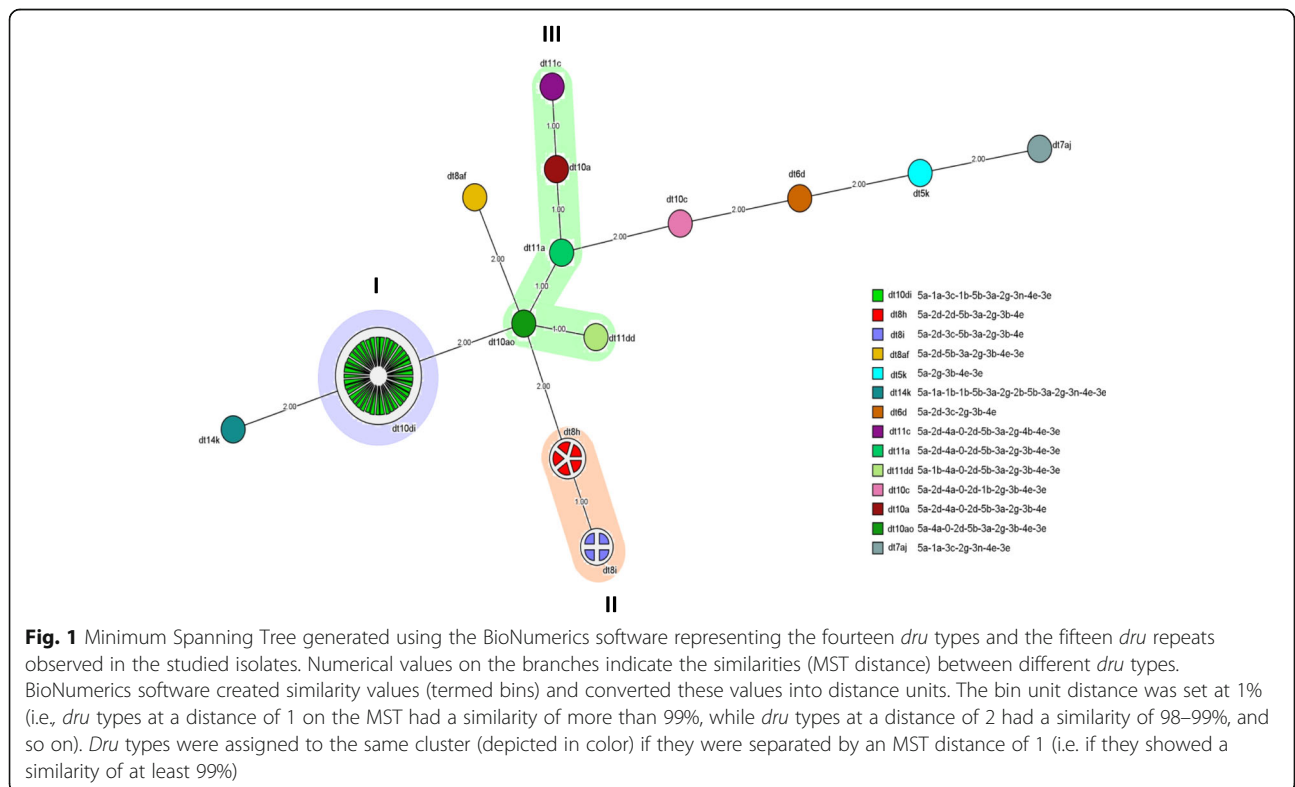 III
dt11c
1.00
dt10a
1.00
dt11a
dt8af
2.00
1.00
dt10ao
1.00
dt11dd
2.00
dt10c
2.00
dt6d
2.00
dt5k
2.00
dt7aj
I
2.00
dt10di
2.00
dt14k
2.00
dt8h
1.00
dt8i
II
dt10di 5a-1a-3c-1b-5b-3a-2g-3n-4e-3e
dt8h 5a-2d-2d-5b-3a-2g-3b-4e
dt8i 5a-2d-3c-5b-3a-2g-3b-4e
dt8af 5a-2d-5b-3a-2g-3b-4e-3e
dt5k 5a-2g-3b-4e-3e
dt14k 5a-1a-1b-1b-5b-3a-2g-2b-5b-3a-2g-3n-4e-3e
dt6d 5a-2d-3c-2g-3b-4e
dt11c 5a-2d-4a-0-2d-5b-3a-2g-4b-4e-3e
dt11a 5a-2d-4a-0-2d-5b-3a-2g-3b-4e-3e
dt11dd 5a-1b-4a-0-2d-5b-3a-2g-3b-4e-3e
dt10c 5a-2d-4a-0-2d-1b-2g-3b-4e-3e
dt10a 5a-2d-4a-0-2d-5b-3a-2g-3b-4e
dt10ao 5a-4a-0-2d-5b-3a-2g-3b-4e-3e
dt7aj 5a-1a-3c-2g-3n-4e-3e
Fig. 1 Minimum Spanning Tree generated using the BioNumerics software representing the fourteen dru types and the fifteen dru repeats
observed in the studied isolates. Numerical values on the branches indicate the similarities (MST distance) between different dru types.
BioNumerics software created similarity values (termed bins) and converted these values into distance units. The bin unit distance was set at 1%
(i.e., dru types at a distance of 1 on the MST had a similarity of more than 99%, while dru types at a distance of 2 had a similarity of 98–99%, and
so on). Dru types were assigned to the same cluster (depicted in color) if they were separated by an MST distance of 1 (i.e. if they showed a
similarity of at least 99%)